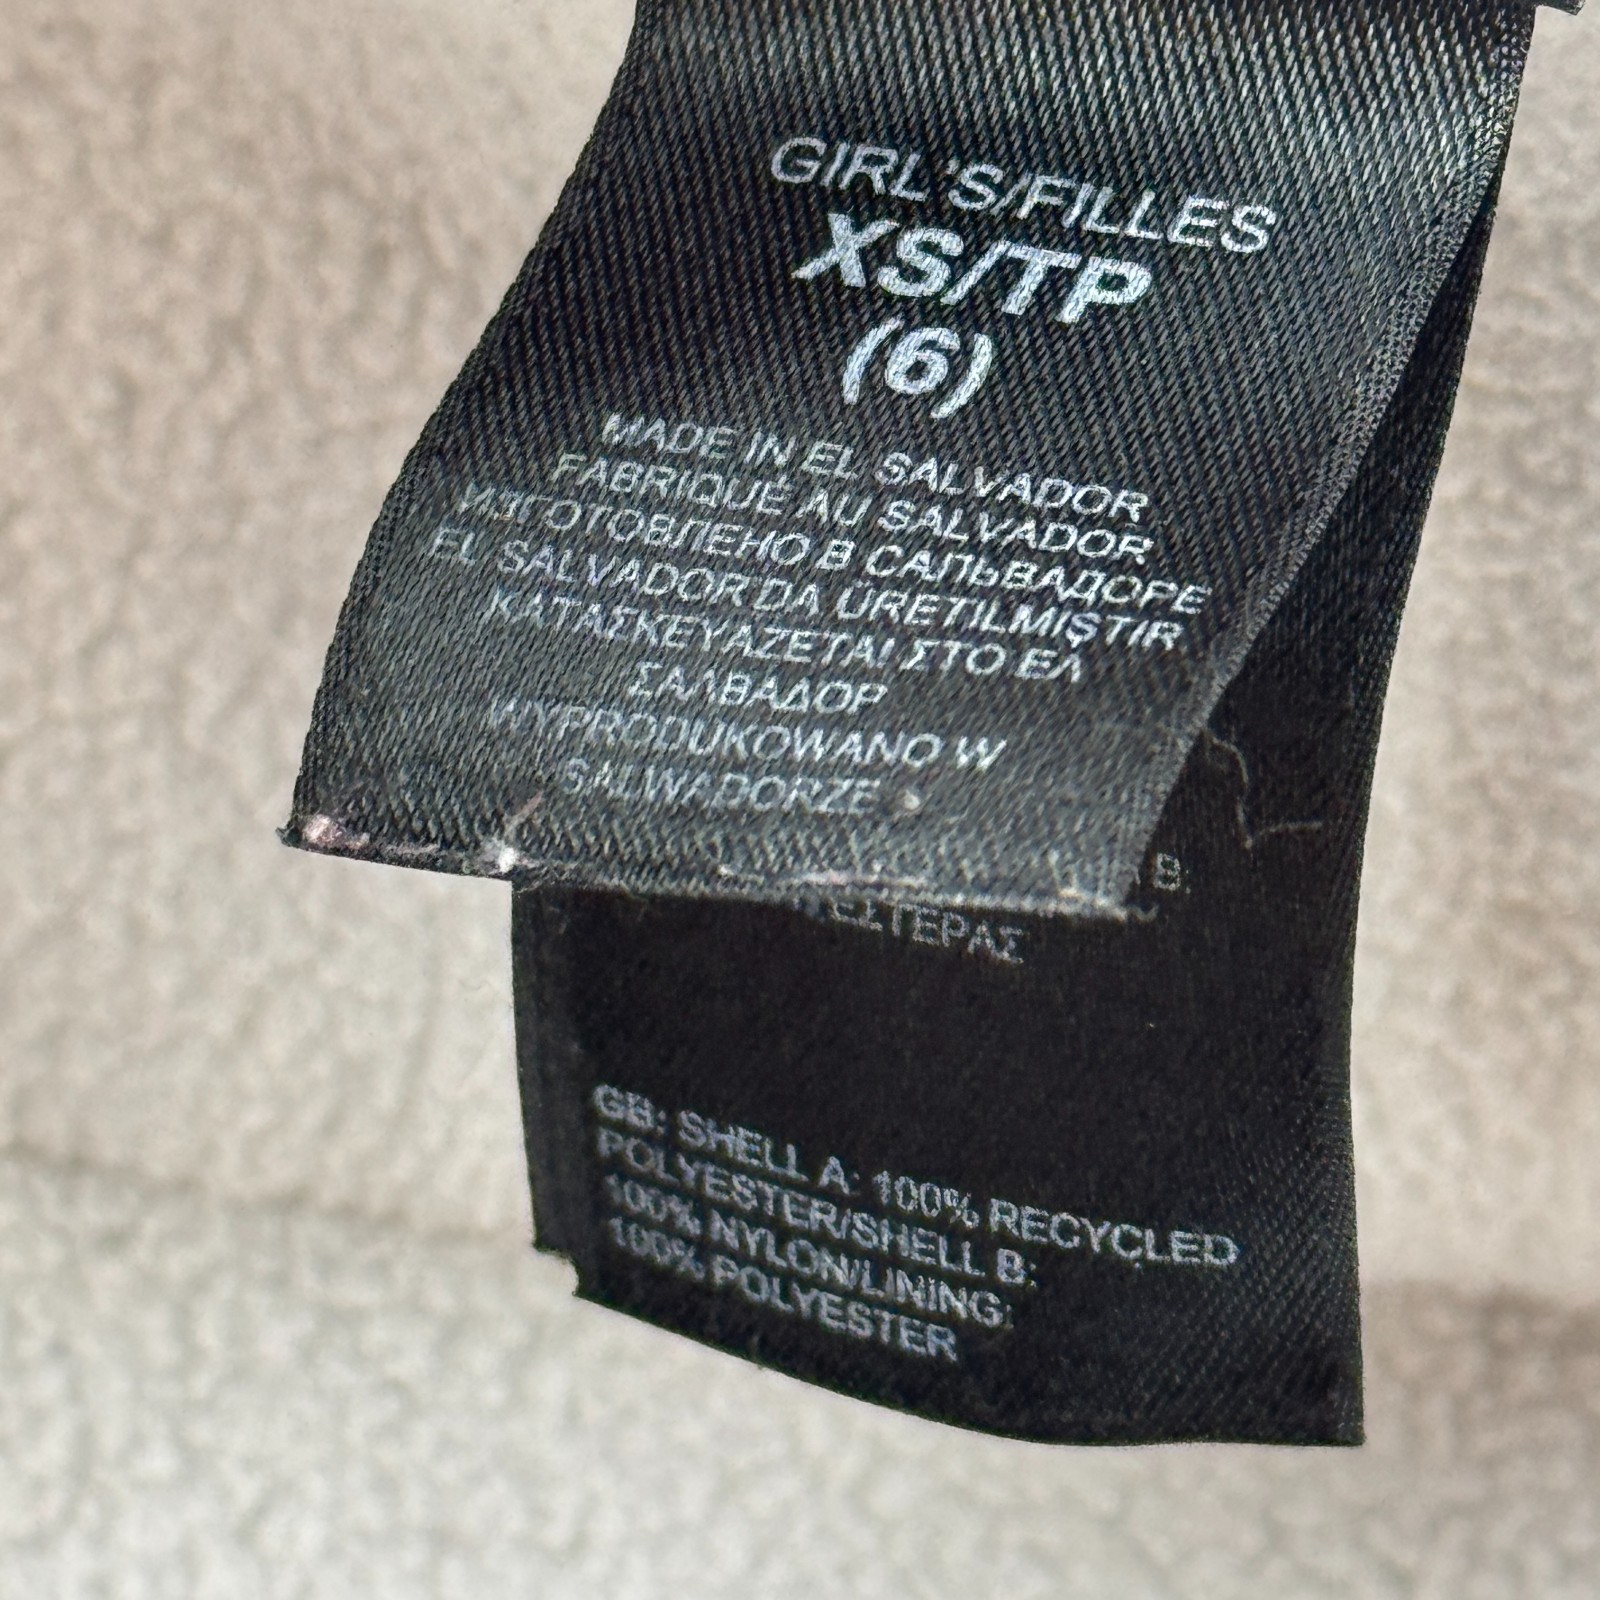 GIRL'S/FILLES
XS/TP
(6)
MADE IN EL SALVADOR
FABRIQUÉ AU SALVADOR
ИЗГОТОВЛЕНО В САЛЬВАДОРЕ
EL SALVADOR'DA ÜRETILMIŞTIR
ΚΑΤΑΣΚΕΥΑΖΕΤΑΙ ΣΤΟ ΕΛ
ΣΑΛΒΑΔΟΡ
WYPRODUKOWANO W
SALWADORZE
B:
GB: SHELL A: 100% RECYCLED
POLYESTER/SHELL B:
100% NYLON/LINING:
100% POLYESTER